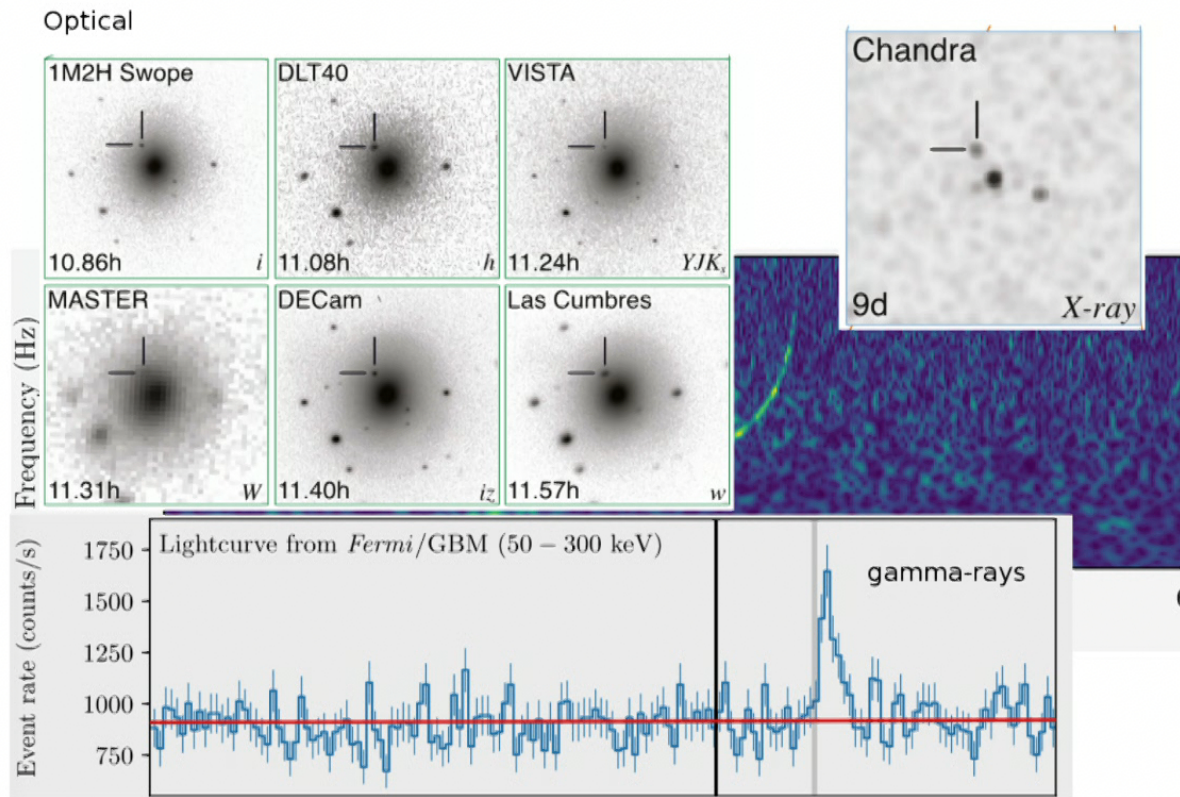 Optical
1M2H Swope
10.86h
i
DLT40
11.08h
h
VISTA
11.24h
YJKs
Chandra
9d
X-ray
MASTER
11.31h
W
DECam
11.40h
iz
Las Cumbres
11.57h
w
Frequency (Hz)
Lightcurve from Fermi/GBM (50 – 300 keV)
gamma-rays
Event rate (counts/s)
1750
1500
1250
1000
750